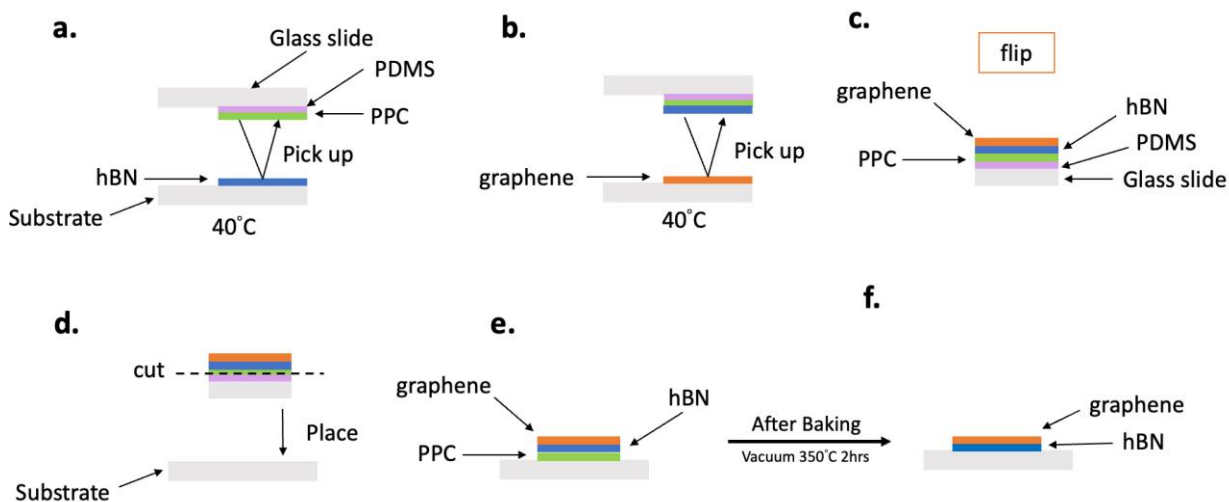 a.
Glass slide
PDMS
PPC
Pick up
hBN
Substrate
40°C
b.
Pick up
graphene
40°C
c.
flip
graphene
hBN
PPC
PDMS
Glass slide
d.
cut
Place
Substrate
e.
graphene
hBN
PPC
After Baking
Vacuum 350°C 2hrs
f.
graphene
hBN